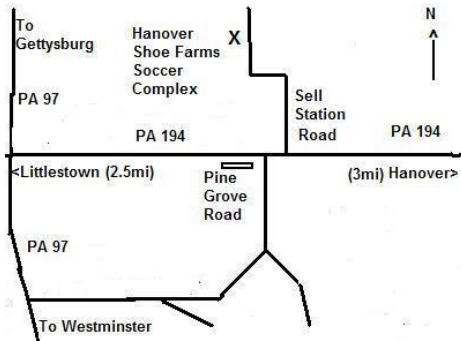 To
Gettysburg
Hanover
Shoe Farms
Soccer
Complex
X
N
PA 97
Sell
Station
Road
PA 194
PA 194
<Littlestown (2.5mi)
Pine
Grove
Road
(3mi) Hanover>
PA 97
To Westminster